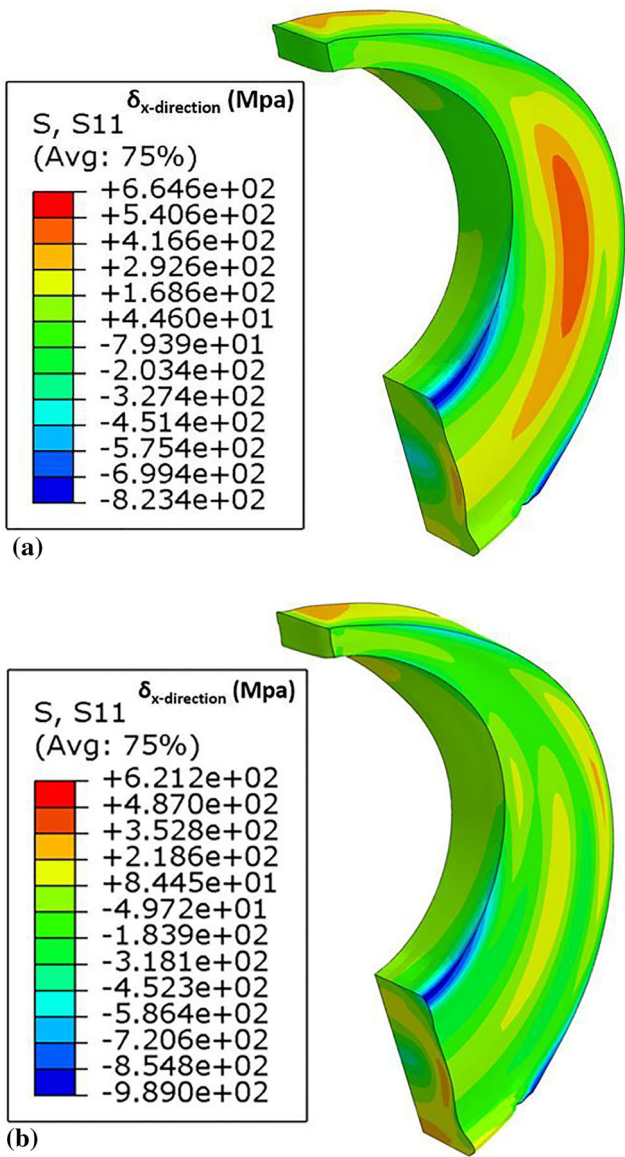 δx-direction (Mpa)
S, S11
(Avg: 75%)
+6.646e+02
+5.406e+02
+4.166e+02
+2.926e+02
+1.686e+02
+4.460e+01
-7.939e+01
-2.034e+02
-3.274e+02
-4.514e+02
-5.754e+02
-6.994e+02
-8.234e+02
(a)
δx-direction (Mpa)
S, S11
(Avg: 75%)
+6.212e+02
+4.870e+02
+3.528e+02
+2.186e+02
+8.445e+01
-4.972e+01
-1.839e+02
-3.181e+02
-4.523e+02
-5.864e+02
-7.206e+02
-8.548e+02
-9.890e+02
(b)